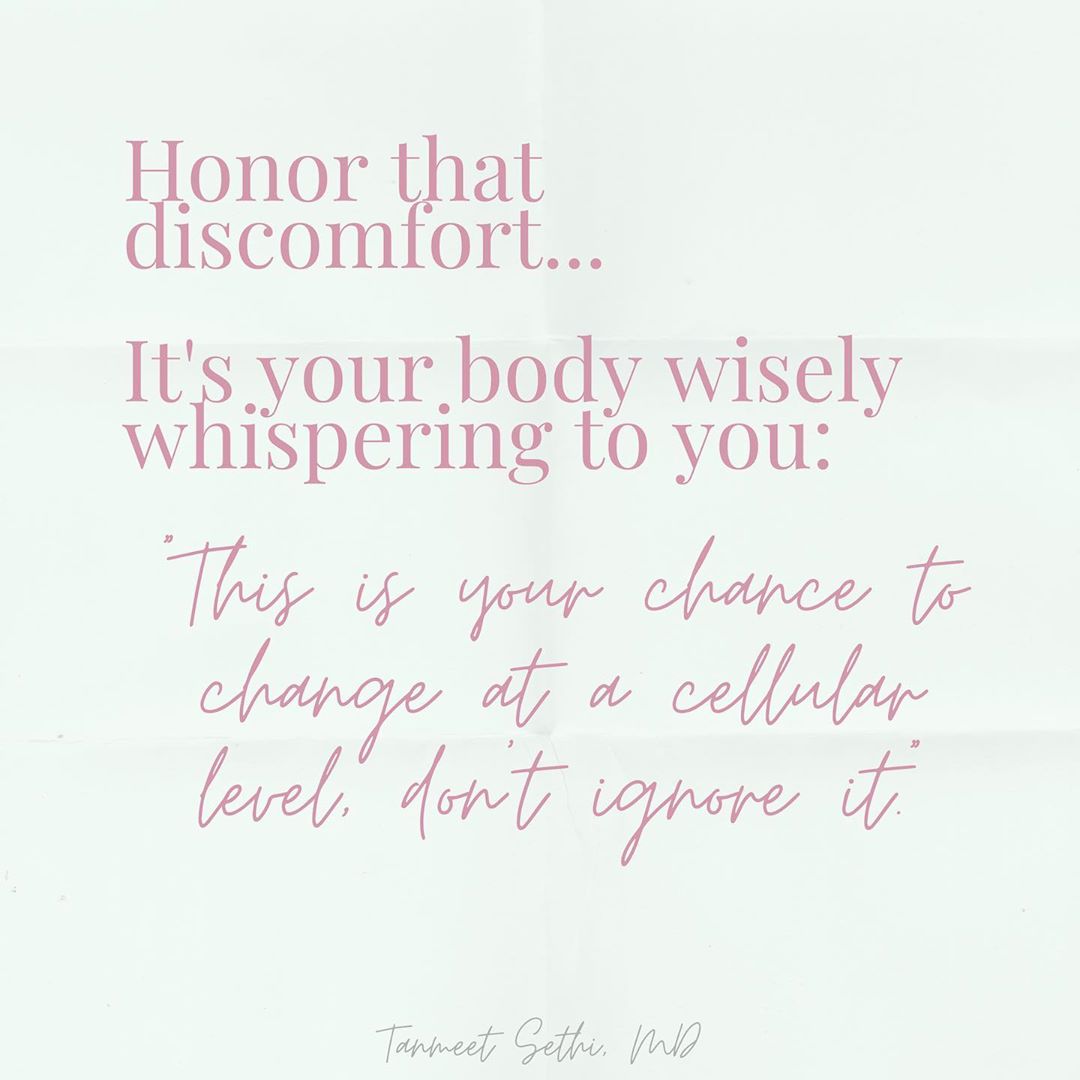 Honor that
discomfort...
It's your body wisely
whispering to you:
"This is your chance to
change at a cellular
level, don't ignore it."
Tanmeet Sethi, MD